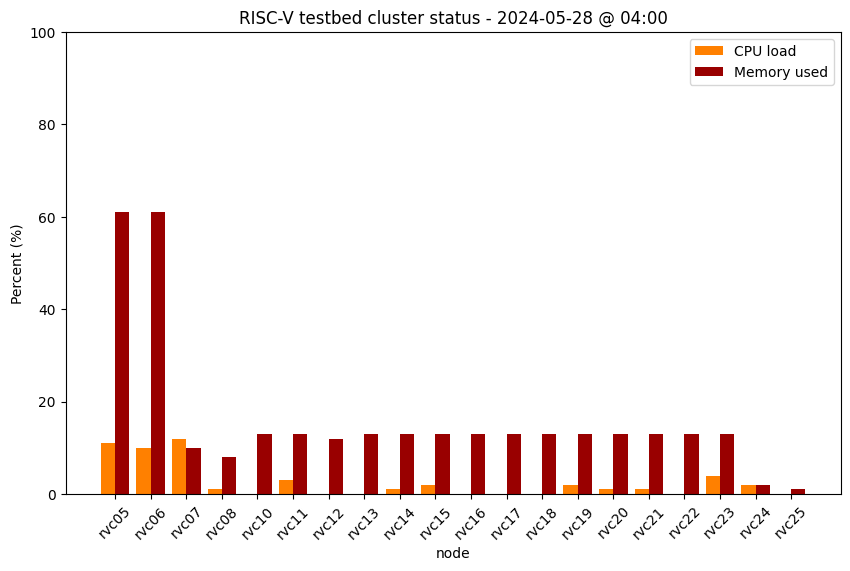 RISC-V testbed cluster status - 2024-05-28 @ 04:00
CPU load
Memory used
Percent (%)
100
80
60
40
20
0
rvc05 rvc06 rvc07 rvc08 rvc10 rvc11 rvc12 rvc13 rvc14 rvc15 rvc16 rvc17 rvc18 rvc19 rvc20 rvc21 rvc22 rvc23 rvc24 rvc25
node